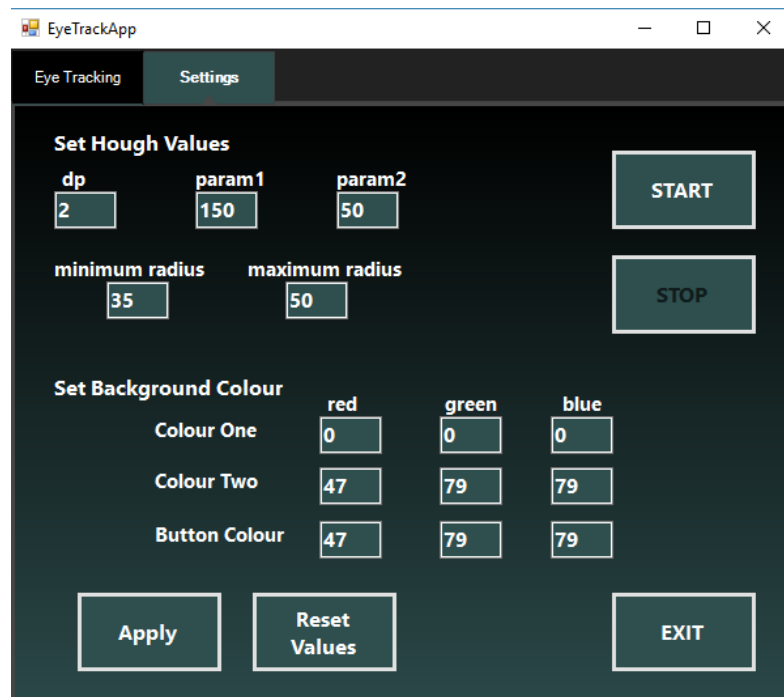 EyeTrackApp
Eye Tracking Settings
Set Hough Values
dp param1 param2
2 150 50
START
minimum radius maximum radius
35 50
STOP
Set Background Colour
red green blue
Colour One 0 0 0
Colour Two 47 79 79
Button Colour 47 79 79
Apply
Reset
Values
EXIT